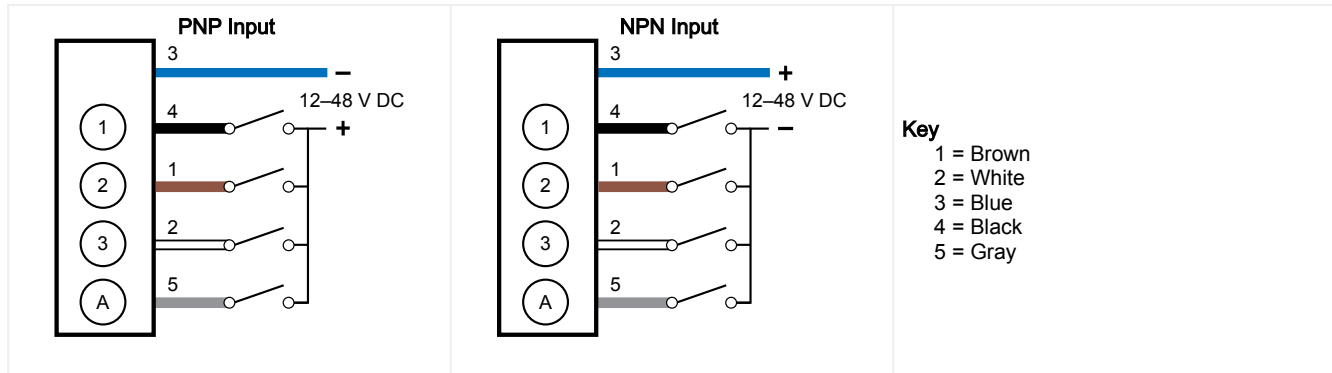 PNP Input
3
−
12–48 V DC
1
4
+
2
1
3
2
A
5
NPN Input
3
+
12–48 V DC
1
4
−
2
1
3
2
A
5
Key
1 = Brown
2 = White
3 = Blue
4 = Black
5 = Gray